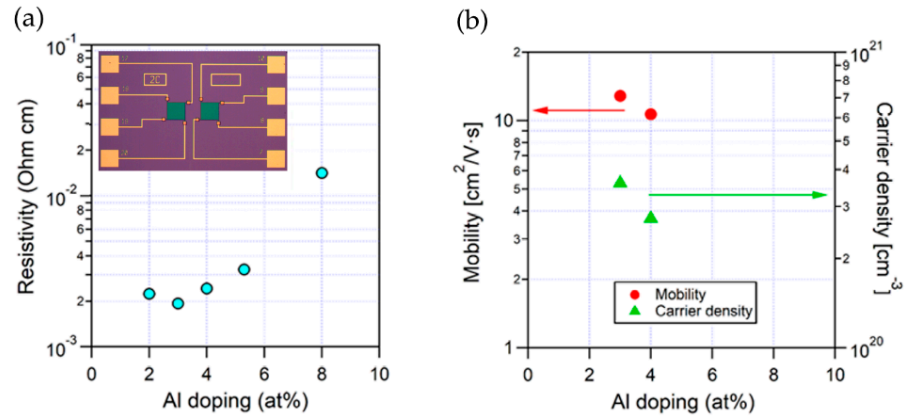 (a)
Resistivity (Ohm cm)
10-1
8
6
4
2
10-2
8
6
4
2
10-3
0 2 4 6 8 10
Al doping (at%)
2C
(b)
Mobility [cm2/V·s]
2
10
9
8
7
6
5
4
3
2
1
0 2 4 6 8 10
Al doping (at%)
Mobility
Carrier density
1021
9
8
7
6
5
4
3
2
1020
Carrier density [cm-3]